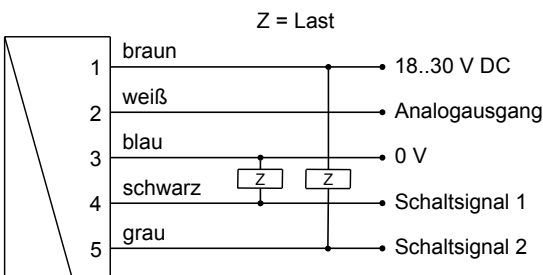 Z = Last
braun
1
18..30 V DC
weiß
2
Analogausgang
blau
3
0 V
Z
Z
schwarz
4
Schaltsignal 1
grau
5
Schaltsignal 2